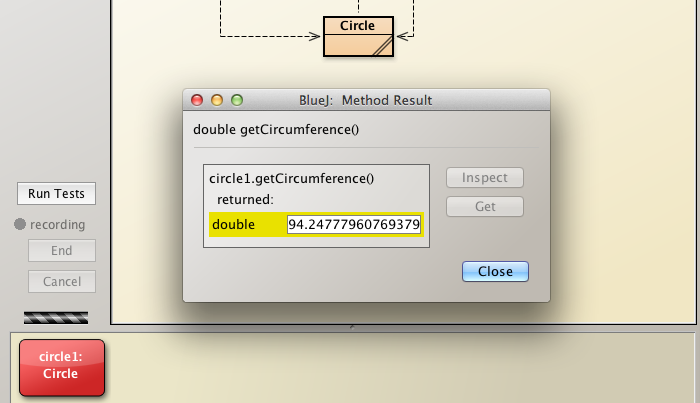 Circle
BlueJ: Method Result
double getCircumference()
circle1.getCircumference()
returned:
double 94.24777960769379
Inspect
Get
Close
Run Tests
recording
End
Cancel
circle1:
Circle